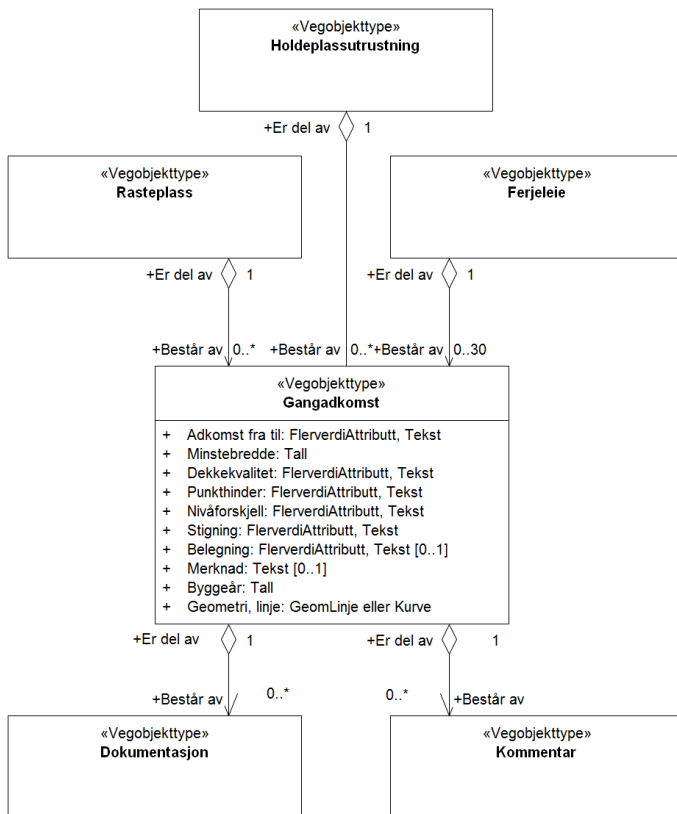 «Vegobjekttype»
Holdeplassutrustning
+Er del av 1
«Vegobjekttype»
Rasteplass
«Vegobjekttype»
Ferjeleie
+Er del av 1
+Er del av 1
+Består av 0..*
+Består av 0..*
+Består av 0..30
«Vegobjekttype»
Gangadkomst
+ Adkomst fra til: FlerverdiAttributt, Tekst
+ Minstebredde: Tall
+ Dekkekvalitet: FlerverdiAttributt, Tekst
+ Punkthinder: FlerverdiAttributt, Tekst
+ Nivåforskjell: FlerverdiAttributt, Tekst
+ Stigning: FlerverdiAttributt, Tekst
+ Belegning: FlerverdiAttributt, Tekst [0..1]
+ Merknad: Tekst [0..1]
+ Byggeår: Tall
+ Geometri, linje: GeomLinje eller Kurve
+Er del av 1
+Er del av 1
+Består av 0..*
0..* +Består av
«Vegobjekttype»
Dokumentasjon
«Vegobjekttype»
Kommentar